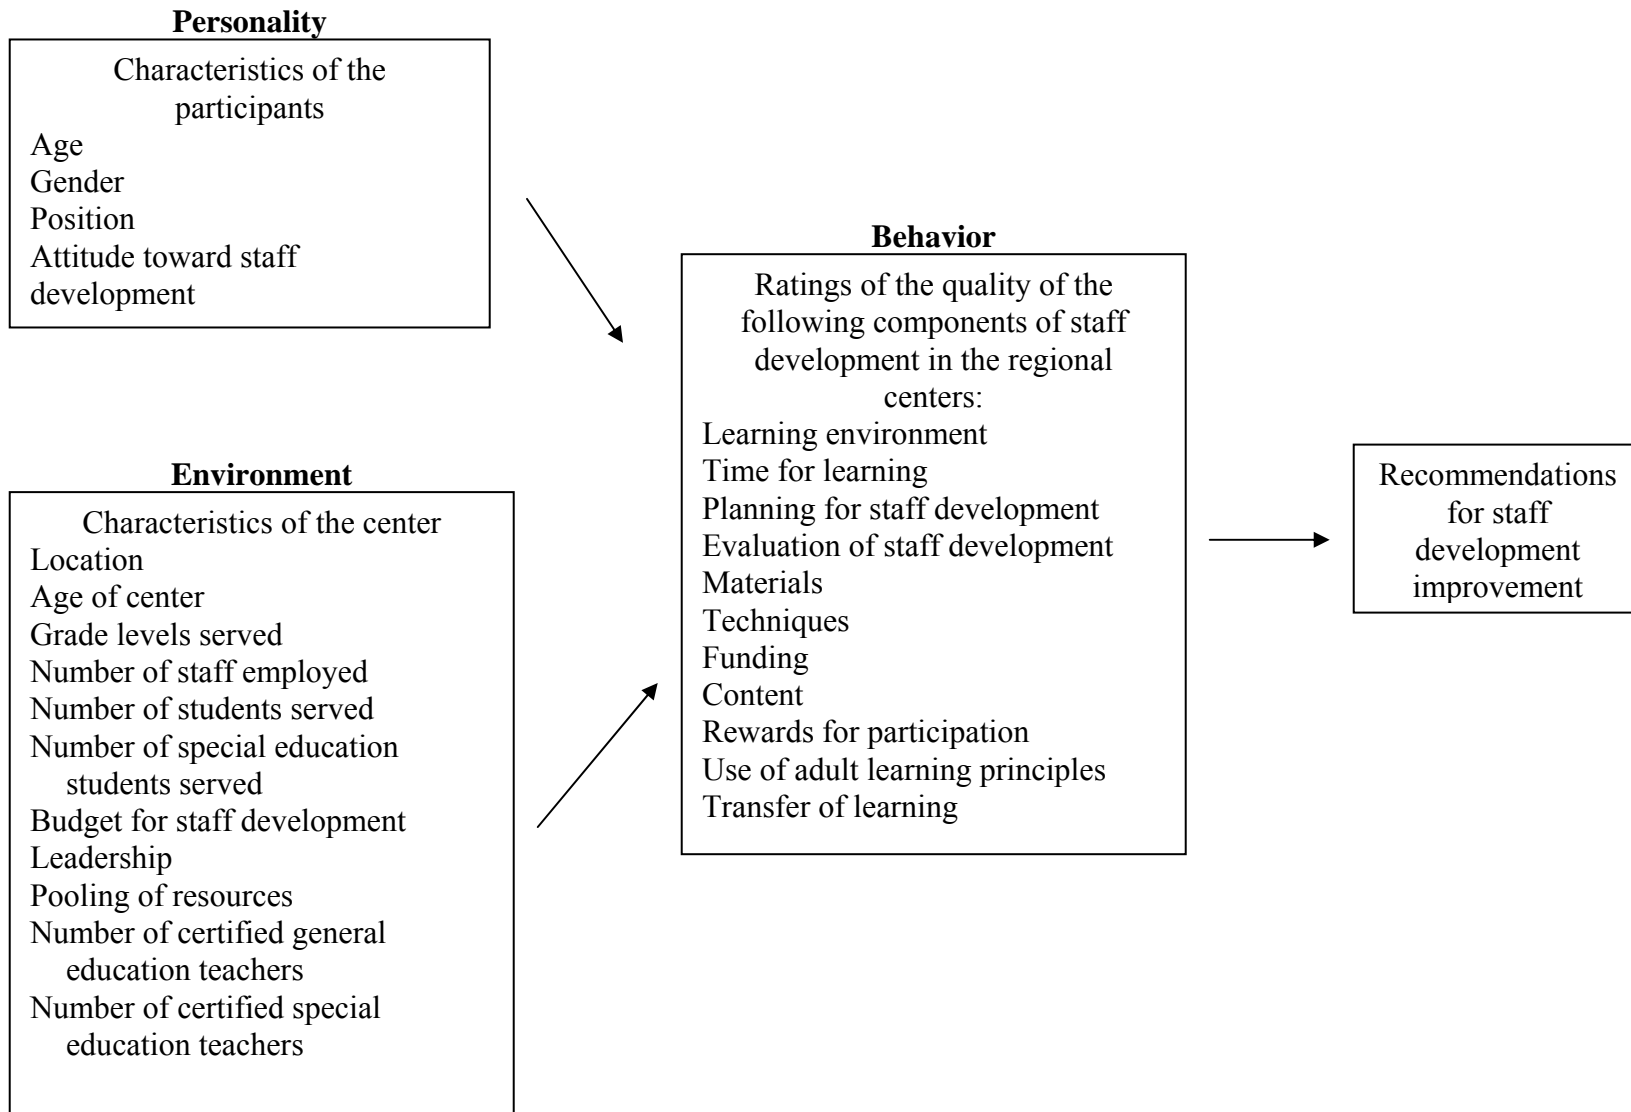 Personality
Characteristics of the
participants
Age
Gender
Position
Attitude toward staff
development
Environment
Characteristics of the center
Location
Age of center
Grade levels served
Number of staff employed
Number of students served
Number of special education
students served
Budget for staff development
Leadership
Pooling of resources
Number of certified general
education teachers
Number of certified special
education teachers
Behavior
Ratings of the quality of the
following components of staff
development in the regional
centers:
Learning environment
Time for learning
Planning for staff development
Evaluation of staff development
Materials
Techniques
Funding
Content
Rewards for participation
Use of adult learning principles
Transfer of learning
Recommendations
for staff
development
improvement